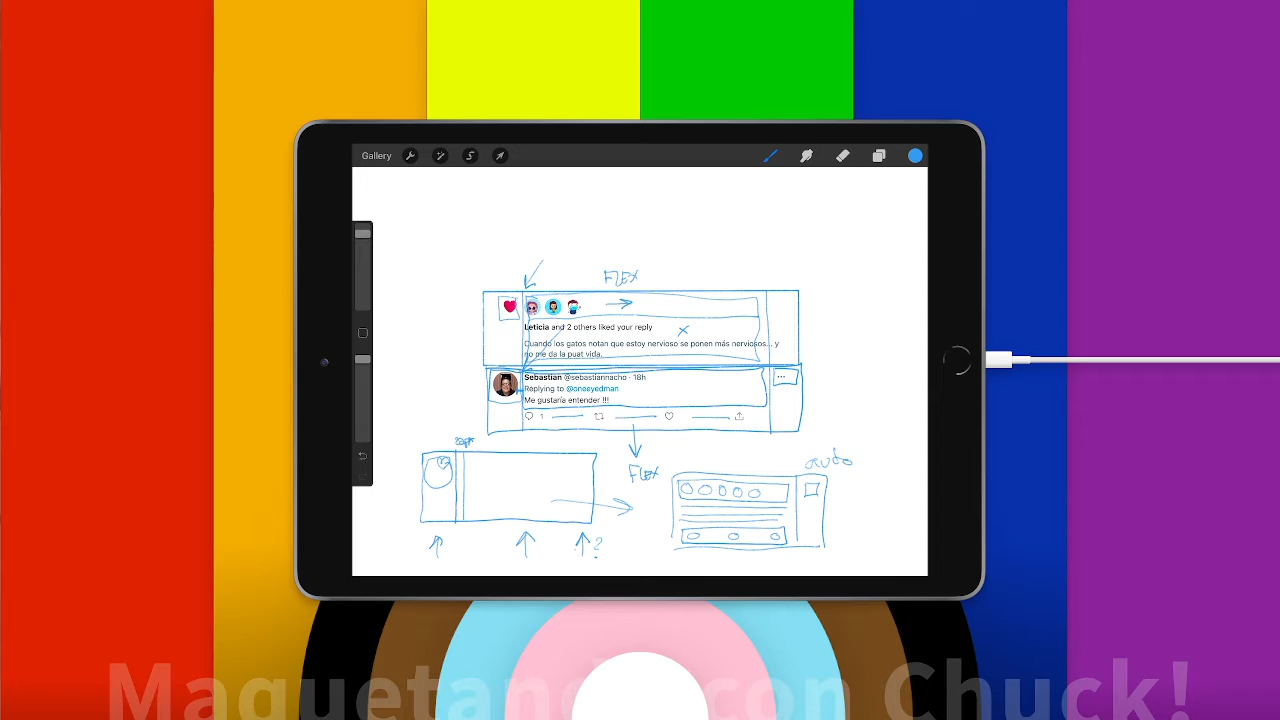 Gallery
FLEX
Leticia and 2 others liked your reply
Cuando los gatos notan que estoy nervioso se ponen más nerviosos... y
no me da la puat vida.
Sebastian @sebastiannacho · 18h
Replying to @oneeyedman
Me gustaría entender !!!
1
FLEX
auto
?
Maquetando con Chuck!